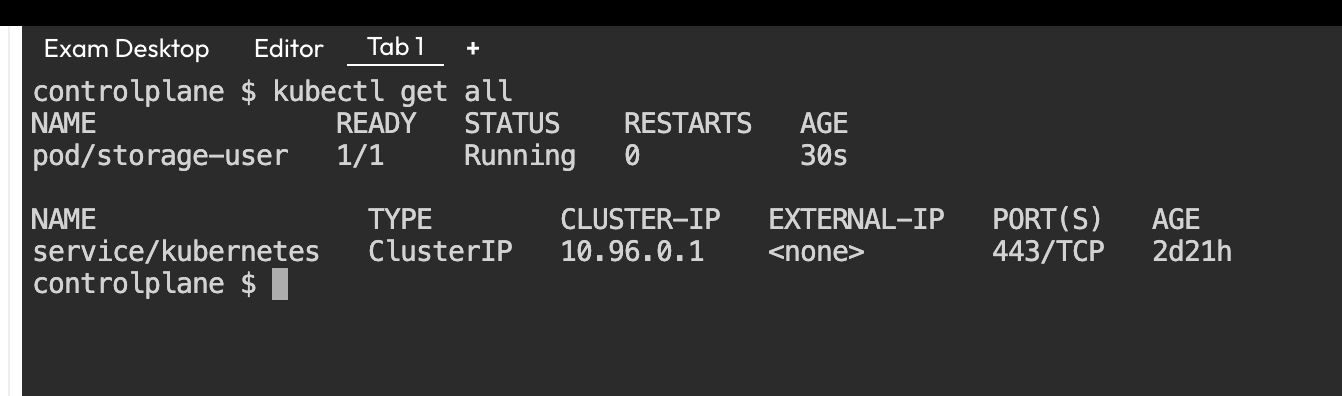 Exam Desktop Editor Tab 1 +
controlplane $ kubectl get all
NAME READY STATUS RESTARTS AGE
pod/storage-user 1/1 Running 0 30s
NAME TYPE CLUSTER-IP EXTERNAL-IP PORT(S) AGE
service/kubernetes ClusterIP 10.96.0.1 <none> 443/TCP 2d21h
controlplane $